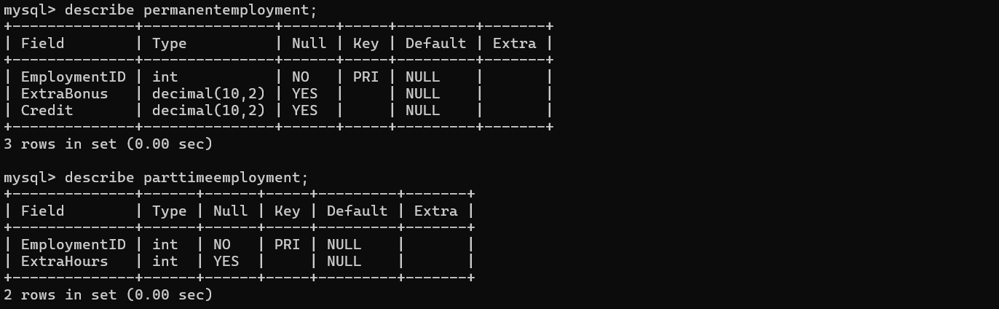 mysql> describe permanentemployment;
+--------------+---------------+------+-----+---------+-------+
| Field        | Type          | Null | Key | Default | Extra |
+--------------+---------------+------+-----+---------+-------+
| EmploymentID | int           | NO   | PRI | NULL    |       |
| ExtraBonus   | decimal(10,2) | YES  |     | NULL    |       |
| Credit       | decimal(10,2) | YES  |     | NULL    |       |
+--------------+---------------+------+-----+---------+-------+
3 rows in set (0.00 sec)

mysql> describe parttimeemployment;
+--------------+------+------+-----+---------+-------+
| Field        | Type | Null | Key | Default | Extra |
+--------------+------+------+-----+---------+-------+
| EmploymentID | int  | NO   | PRI | NULL    |       |
| ExtraHours   | int  | YES  |     | NULL    |       |
+--------------+------+------+-----+---------+-------+
2 rows in set (0.00 sec)